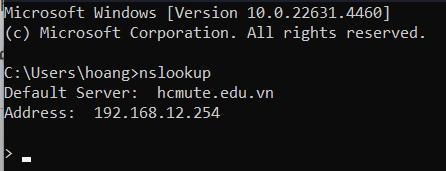 Microsoft Windows [Version 10.0.22631.4460]
(c) Microsoft Corporation. All rights reserved.
C:\Users\hoang>nslookup
Default Server:  hcmute.edu.vn
Address:  192.168.12.254
>